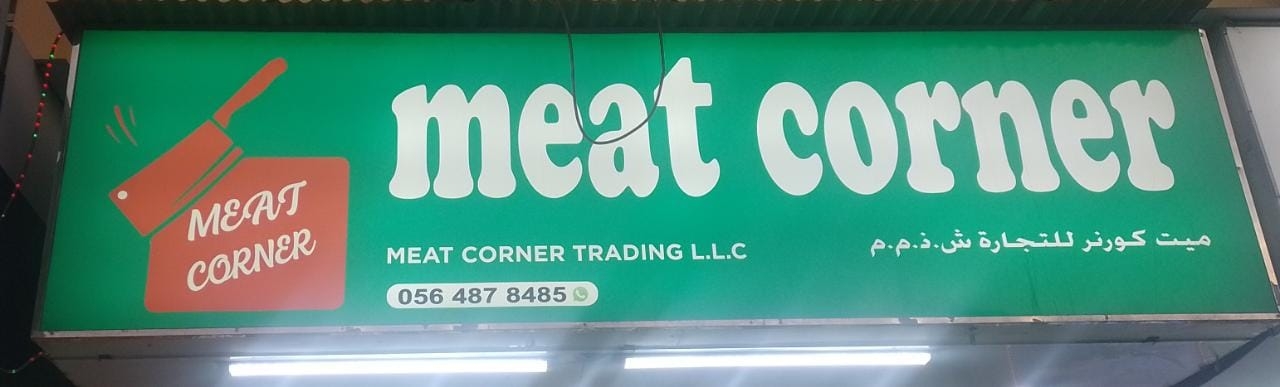 MEAT
CORNER
meat corner
MEAT CORNER TRADING L.L.C
ميت كورنر للتجارة ش.ذ.م.م
056 487 8485